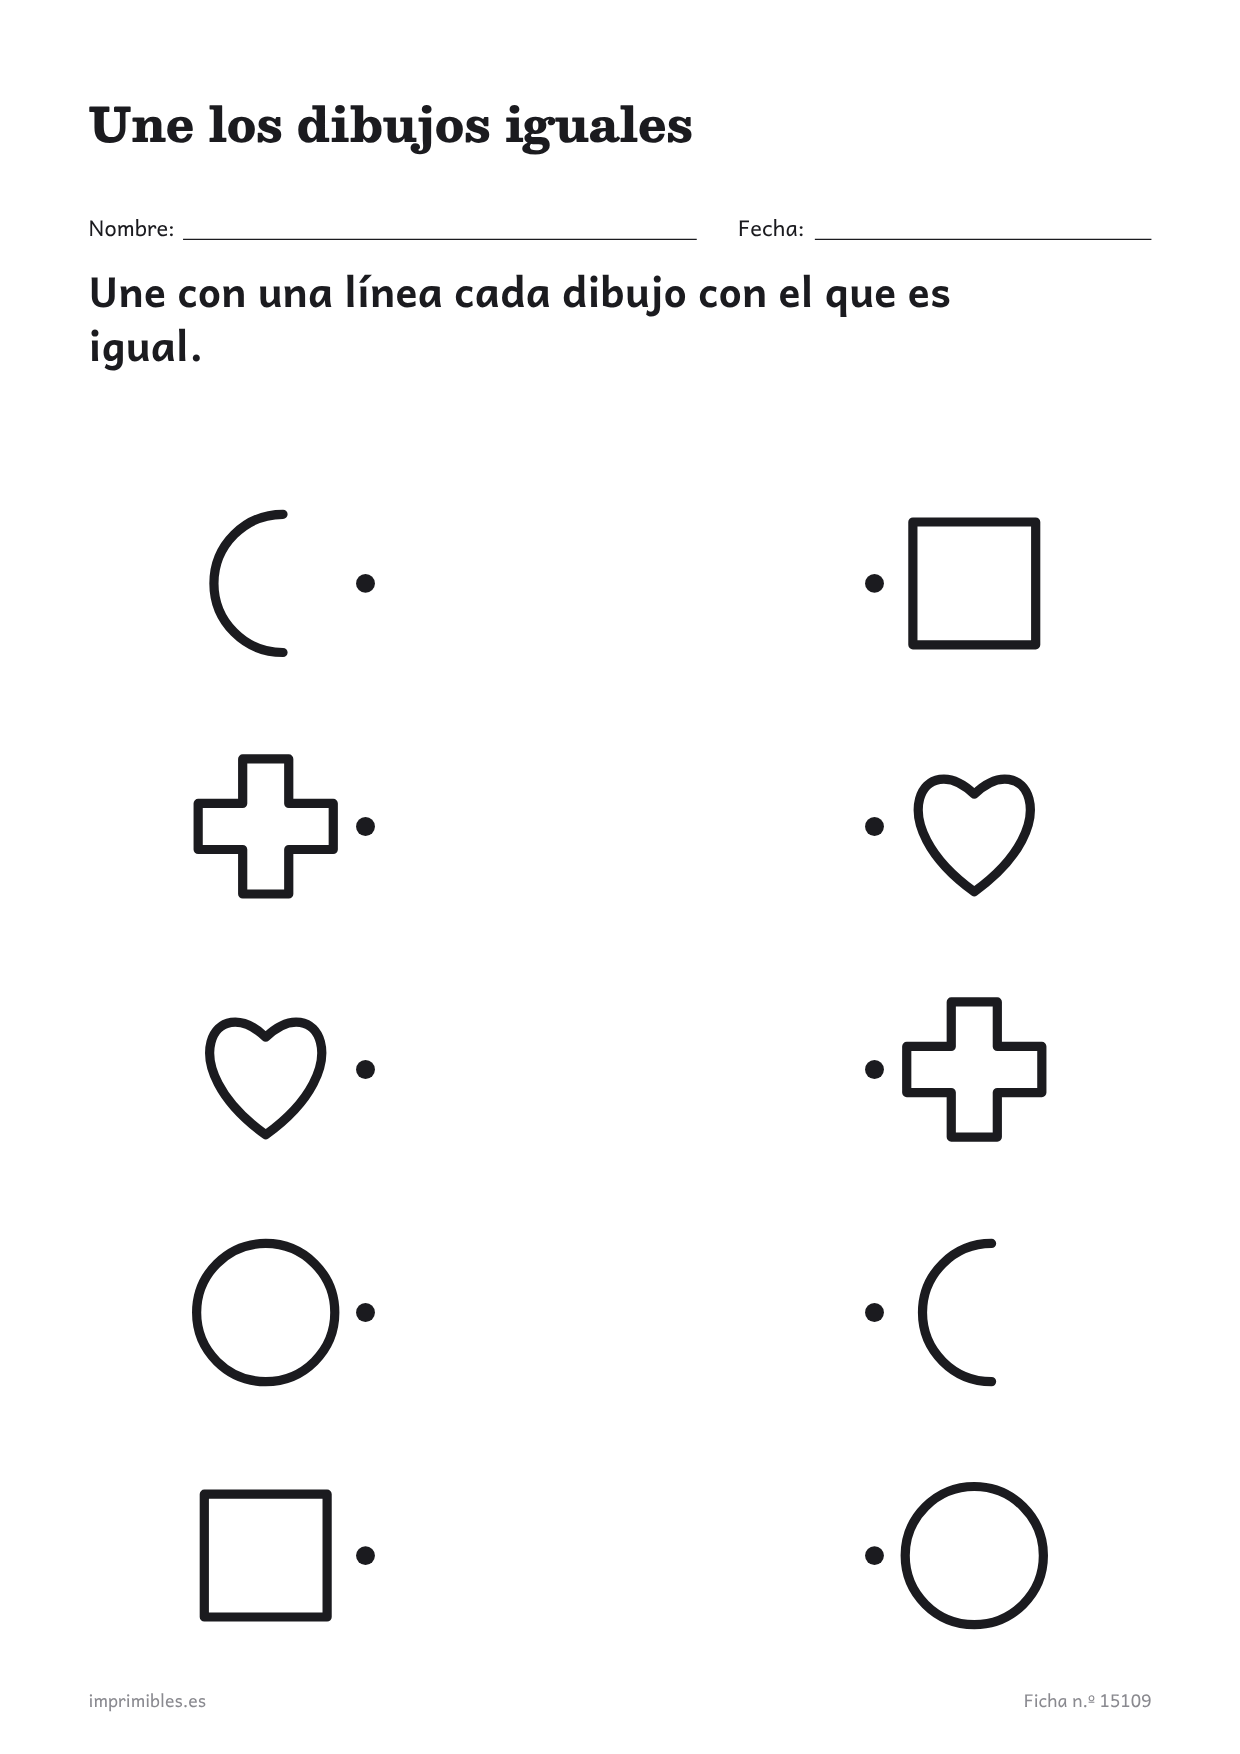 Une los dibujos iguales
Nombre: Fecha:
Une con una línea cada dibujo con el que es
igual.
imprimibles.es Ficha n.º 15109